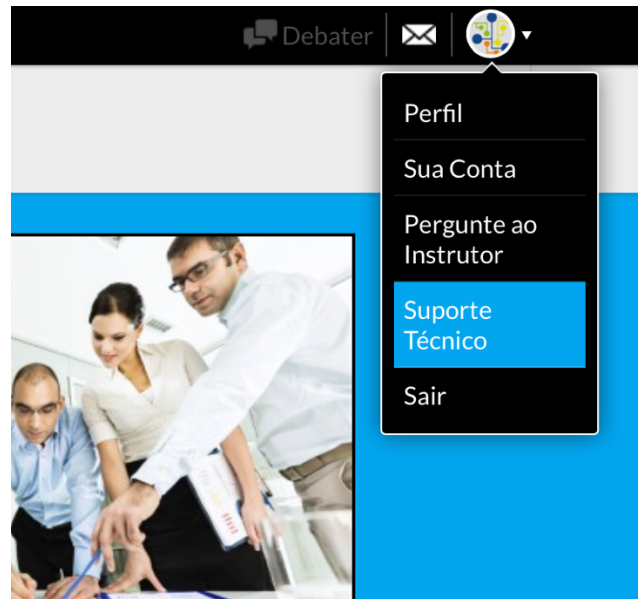 Debater
Perfil
Sua Conta
Pergunte ao
Instrutor
Suporte
Técnico
Sair